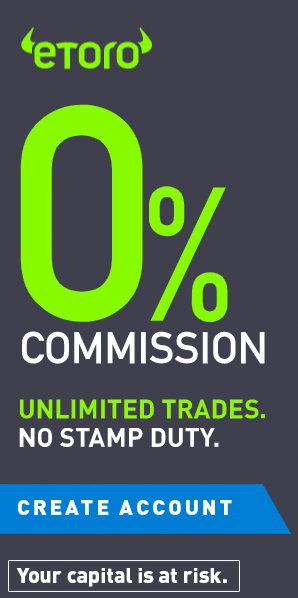 etoro
0%
COMMISSION
UNLIMITED TRADES.
NO STAMP DUTY.
CREATE ACCOUNT
Your capital is at risk.